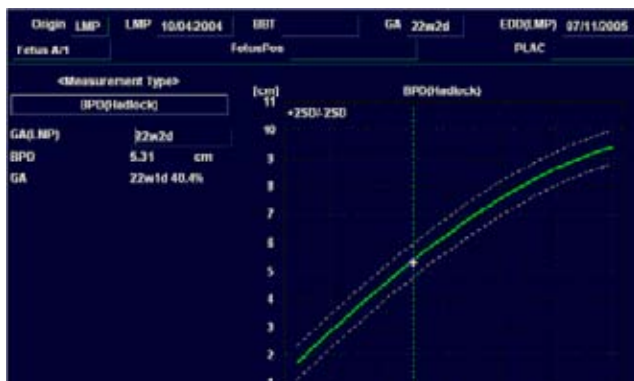 Origin LMP LMP 10/04/2004 BBT GA 22w2d EDD(LMP) 07/11/2005
Fetus A/1 FetusPos PLAC
<Measurement Type>
BPD(Hadlock)
GA(LMP) 22w2d
BPD 5.31 cm
GA 22w1d 40.4%
[cm] BPD(Hadlock)
11
+2SD/-2SD
10
9
8
7
6
5
4
3
2
1